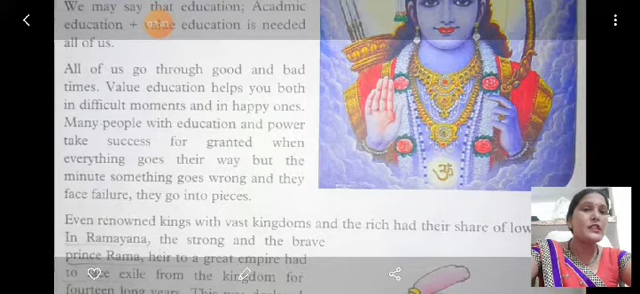 We may say that education; Acadmic
education + value education is needed
all of us.
All of us go through good and bad
times. Value education helps you both
in difficult moments and in happy ones.
Many people with education and power
take success for granted when
everything goes their way but the
minute something goes wrong and they
face failure, they go into pieces.
Even renowned kings with vast kingdoms and the rich had their share of low
In Ramayana, the strong and the brave
prince Rama, heir to a great empire had
to exile from the kingdom for
fourteen long years. This was
ॐ